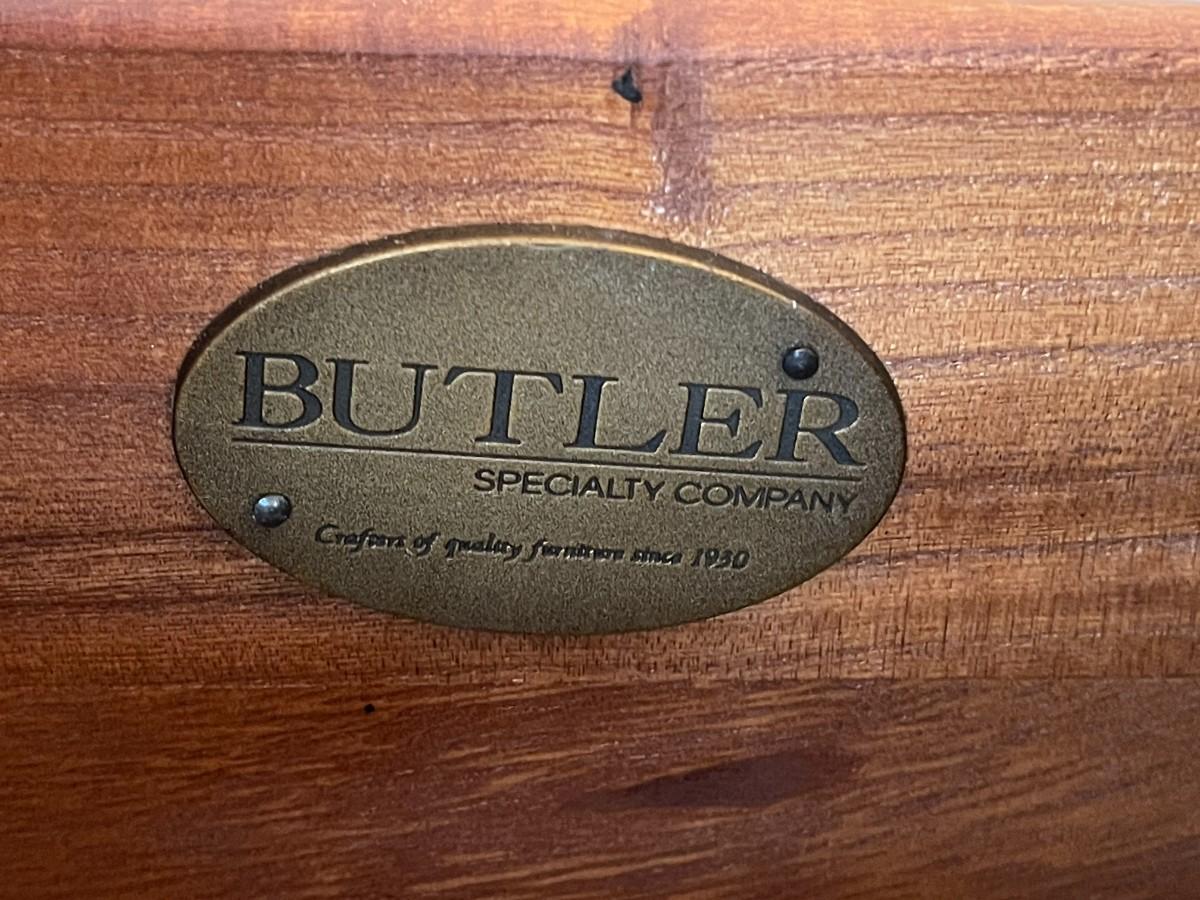 BUTLER
SPECIALTY COMPANY
Crafters of quality furniture since 1930